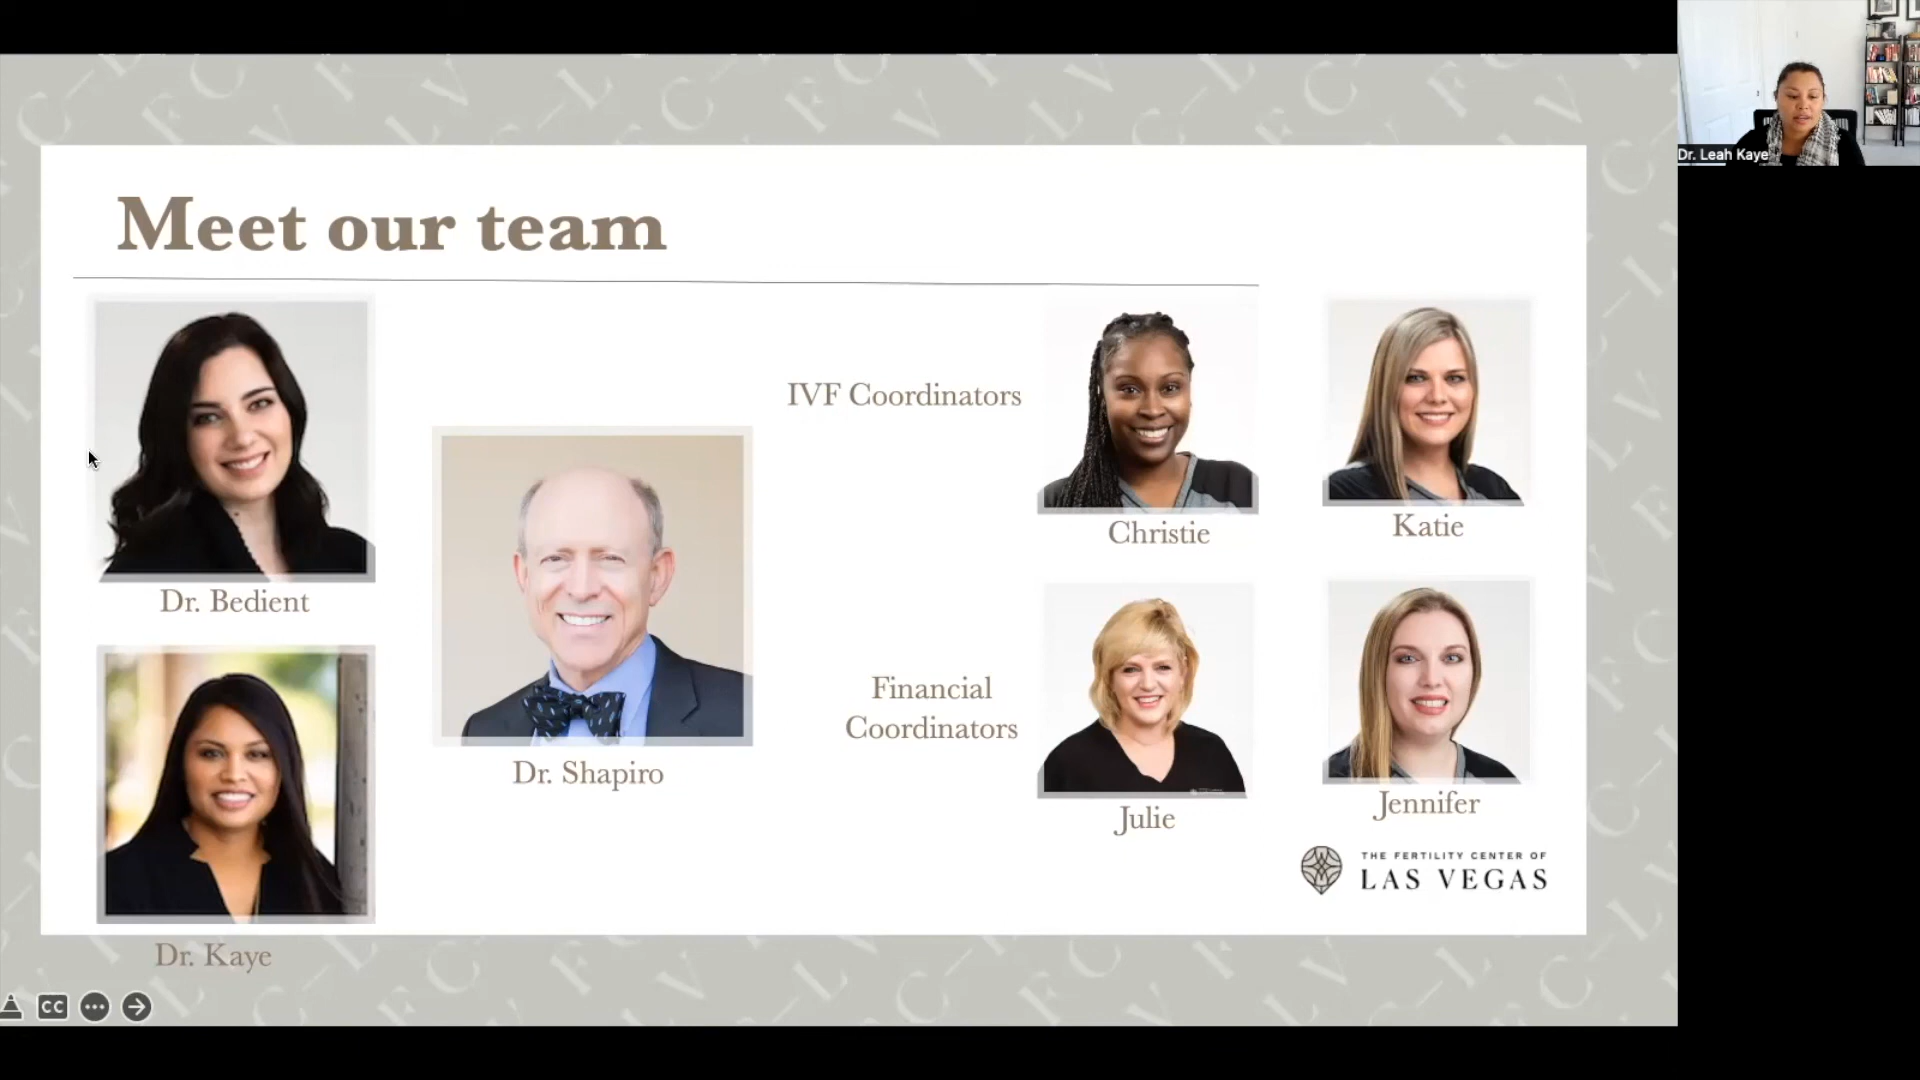 Meet our team
Dr. Bedient
Dr. Kaye
Dr. Shapiro
IVF Coordinators
Christie
Katie
Financial
Coordinators
Julie
Jennifer
THE FERTILITY CENTER OF
LAS VEGAS
Dr. Leah Kaye
CC